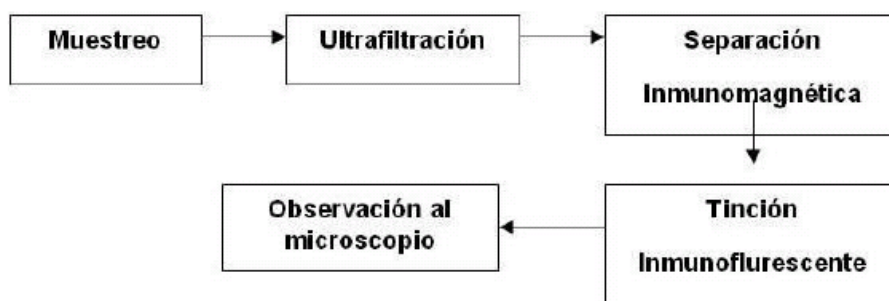 Muestreo
Ultrafiltración
Separación
Inmunomagnética
Tinción
Inmunoflurescente
Observación al
microscopio